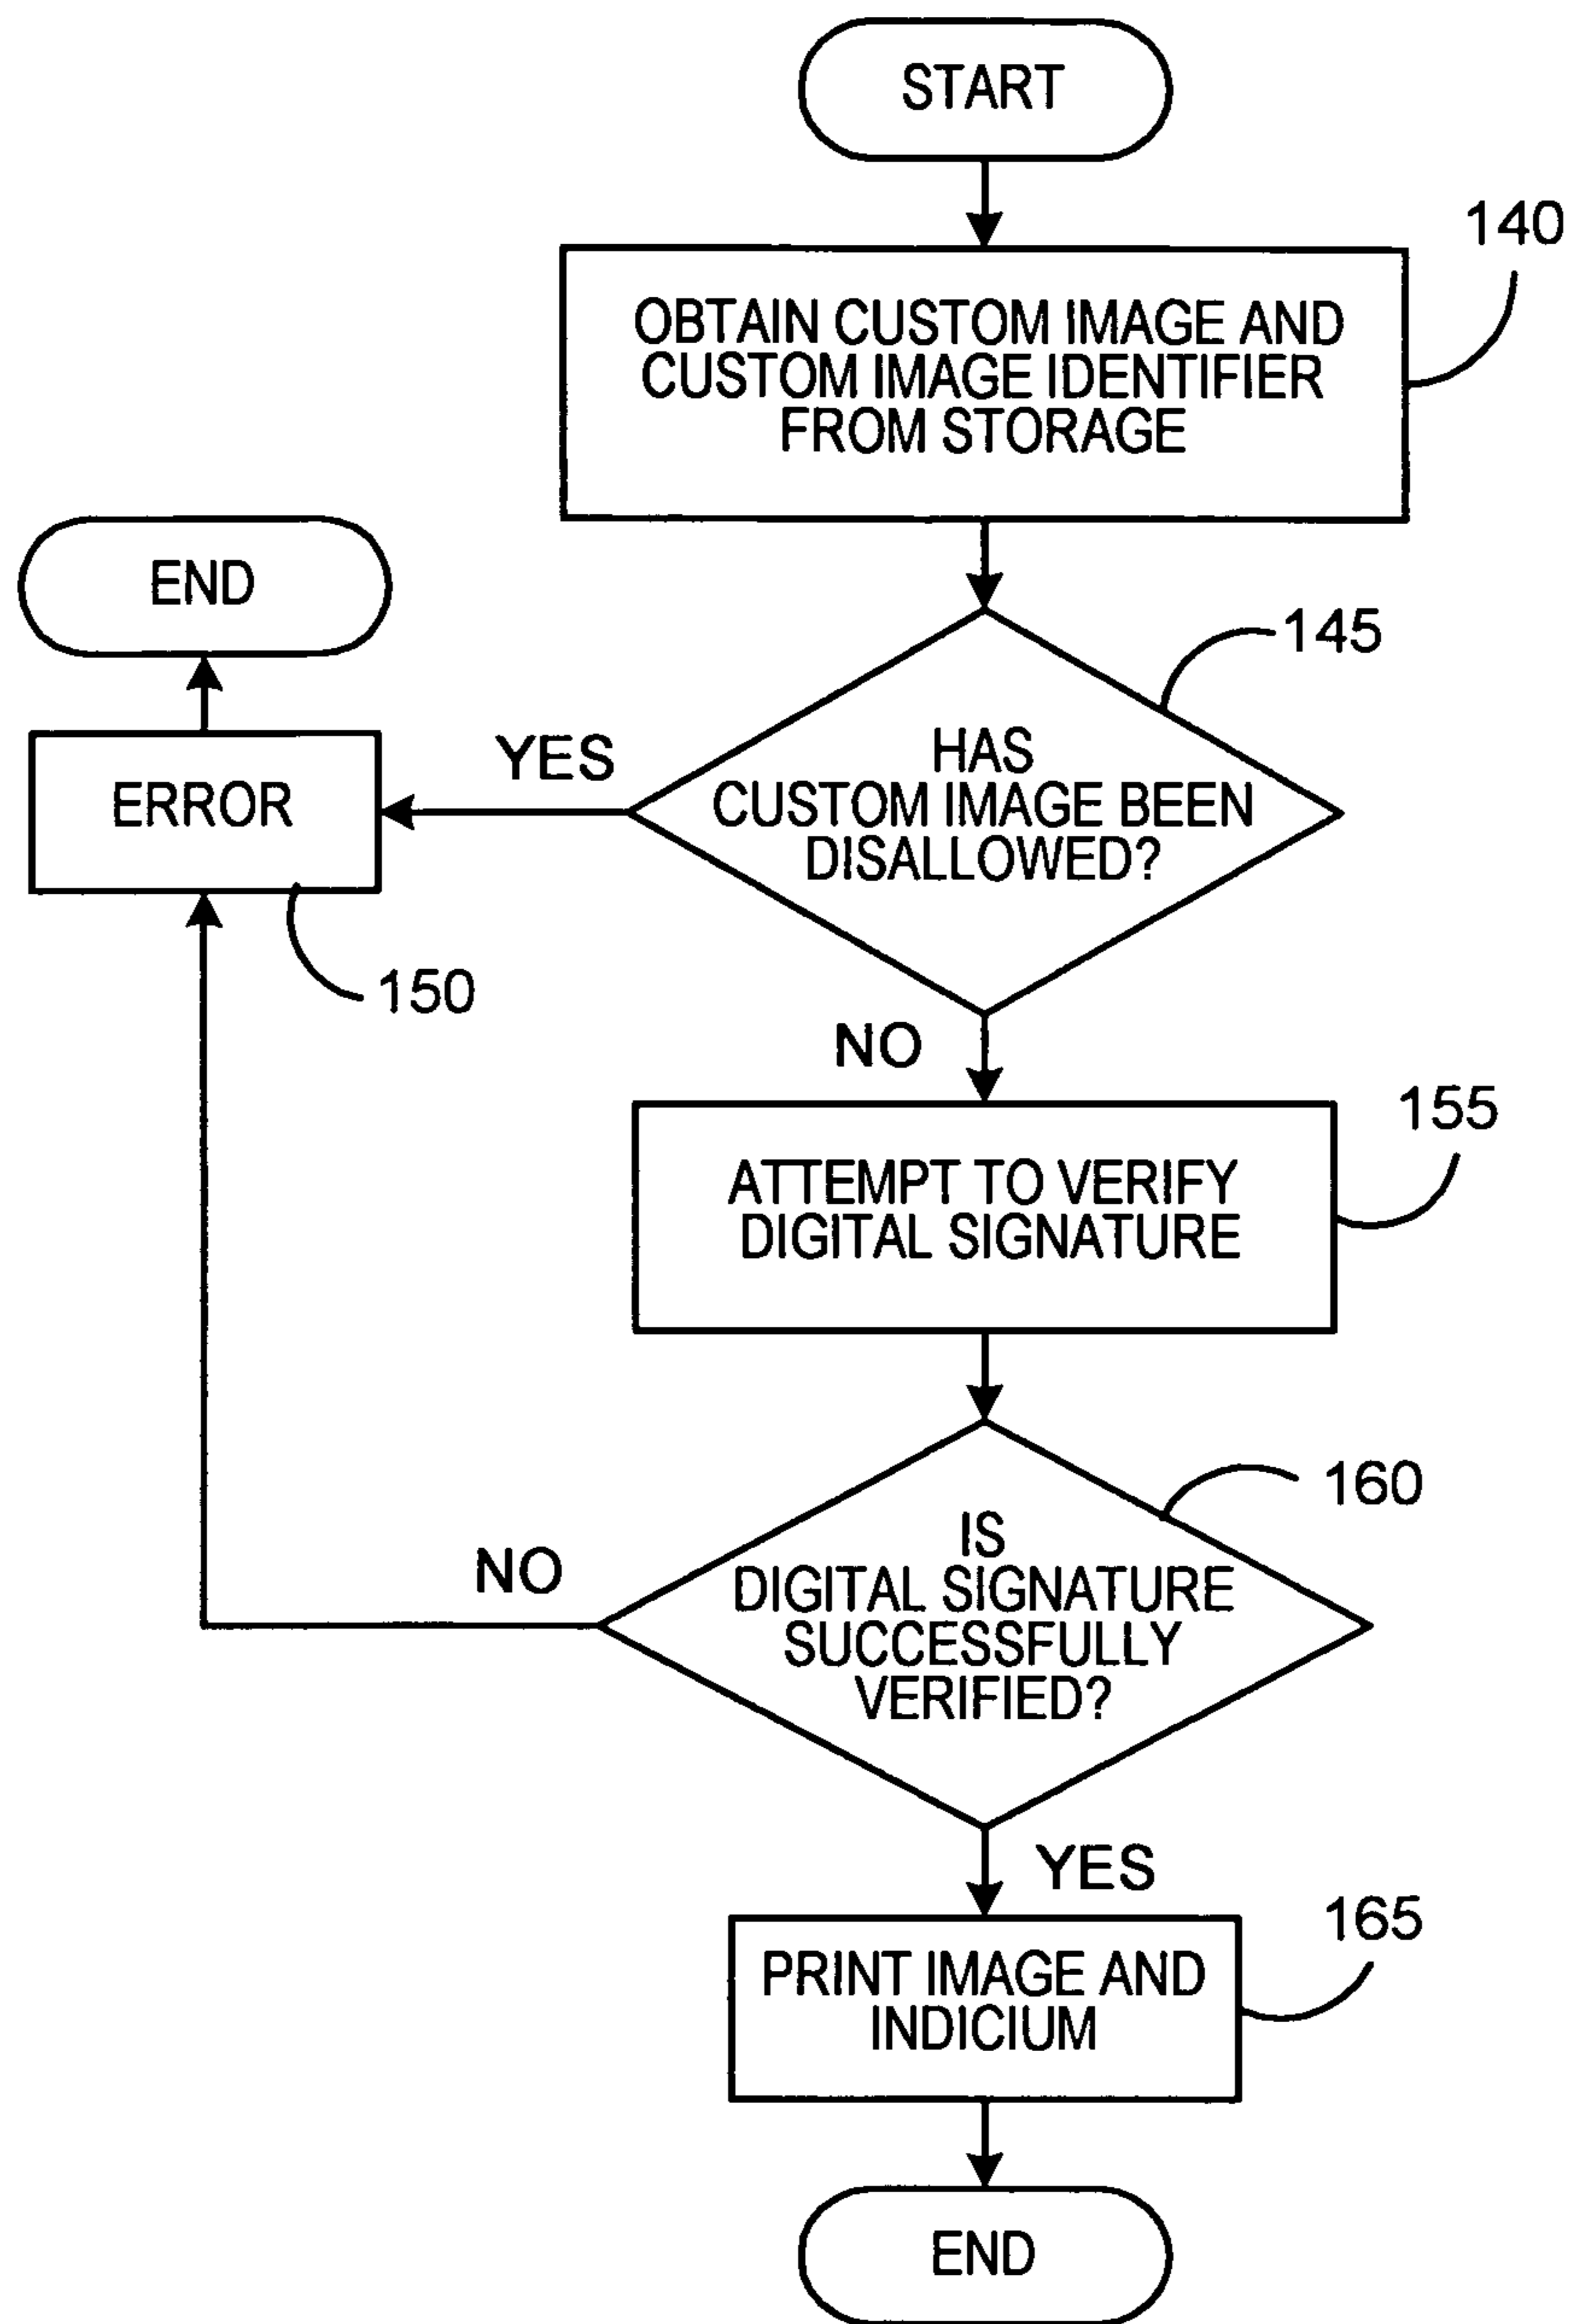 START
140
OBTAIN CUSTOM IMAGE AND
CUSTOM IMAGE IDENTIFIER
FROM STORAGE
END
145
HAS
CUSTOM IMAGE BEEN
DISALLOWED?
YES
ERROR
150
NO
155
ATTEMPT TO VERIFY
DIGITAL SIGNATURE
160
IS
DIGITAL SIGNATURE
SUCCESSFULLY
VERIFIED?
NO
YES
165
PRINT IMAGE AND
INDICIUM
END